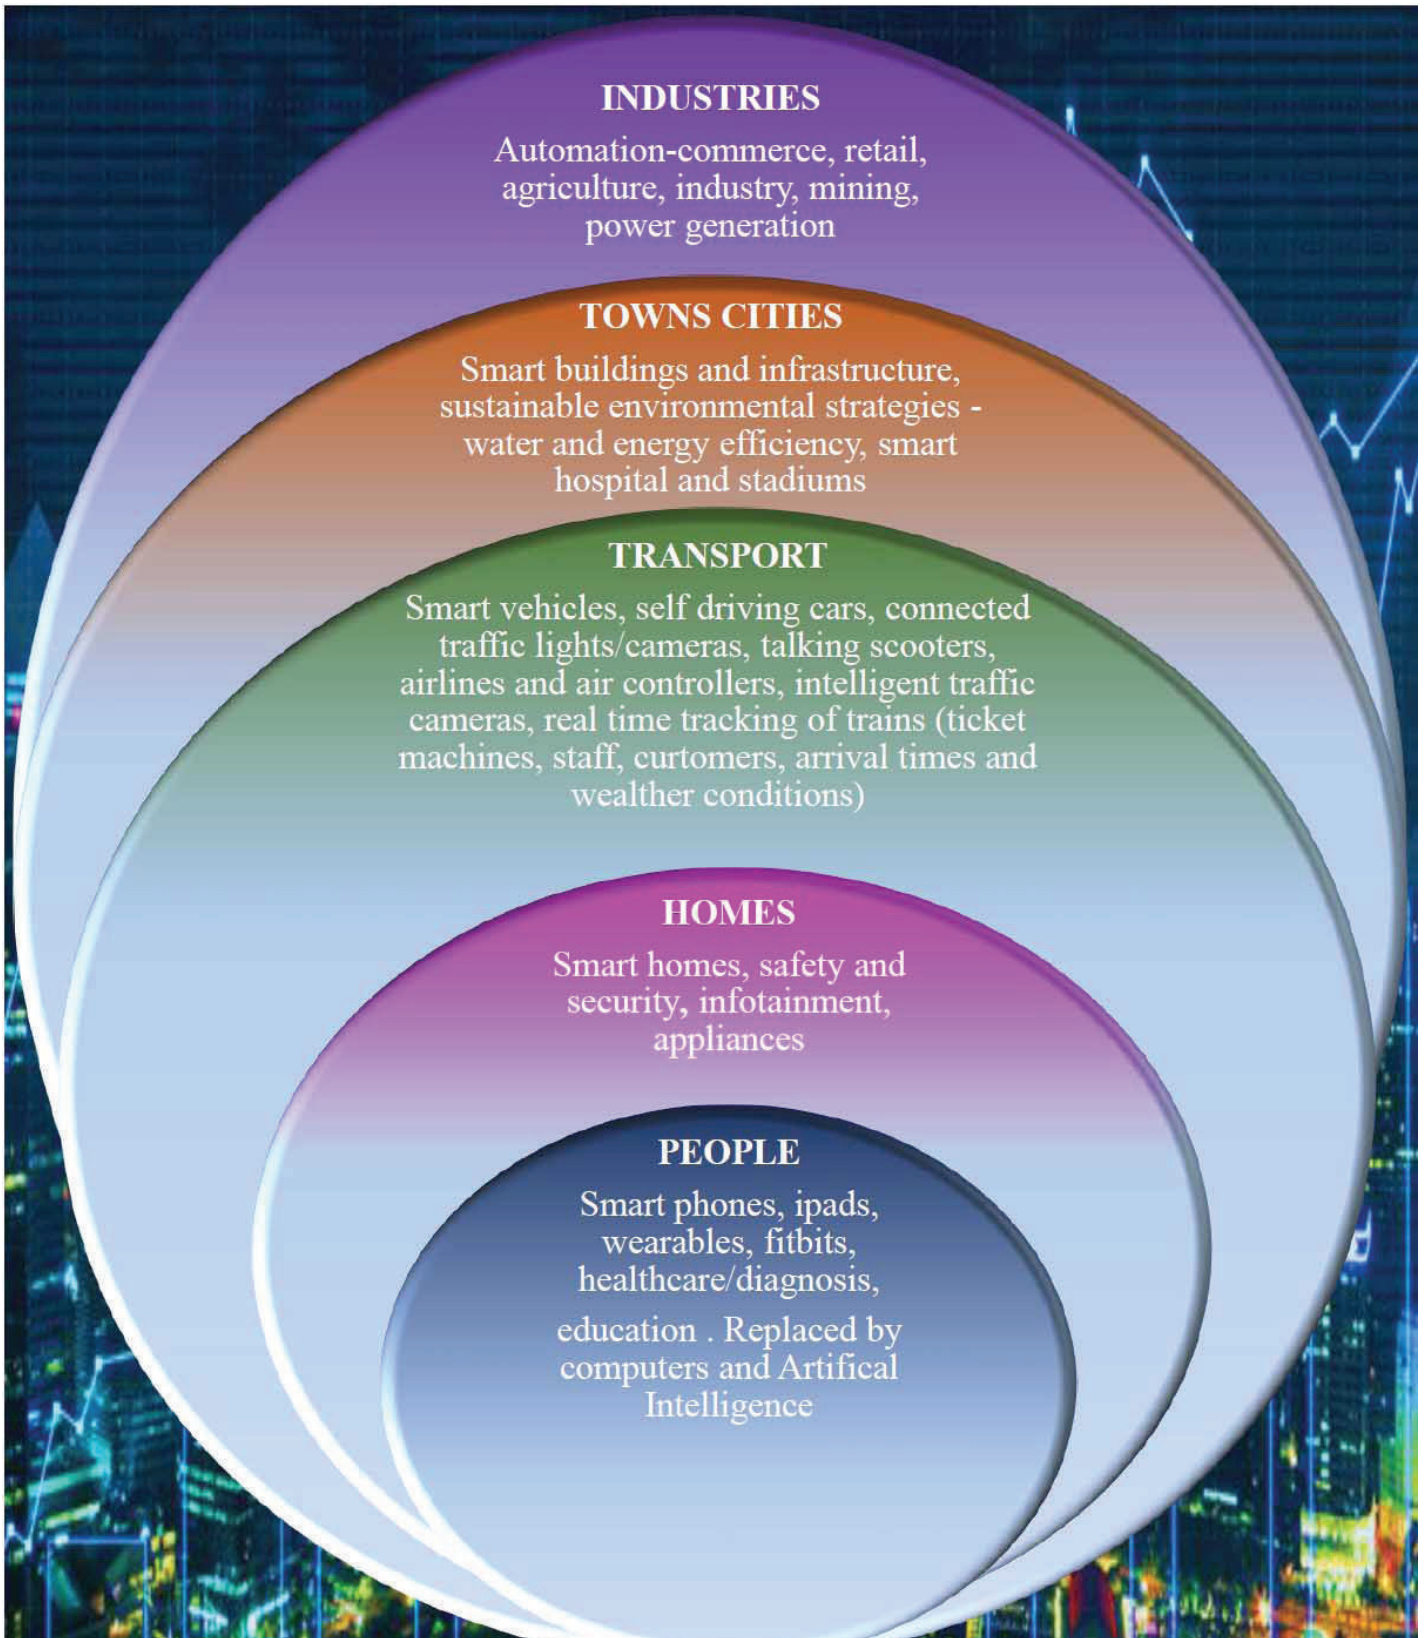 INDUSTRIES
Automation-commerce, retail,
agriculture, industry, mining,
power generation
TOWNS CITIES
Smart buildings and infrastructure,
sustainable environmental strategies -
water and energy efficiency, smart
hospital and stadiums
TRANSPORT
Smart vehicles, self driving cars, connected
traffic lights/cameras, talking scooters,
airlines and air controllers, intelligent traffic
cameras, real time tracking of trains (ticket
machines, staff, curtomers, arrival times and
wealther conditions)
HOMES
Smart homes, safety and
security, infotainment,
appliances
PEOPLE
Smart phones, ipads,
wearables, fitbits,
healthcare/diagnosis,
education . Replaced by
computers and Artifical
Intelligence